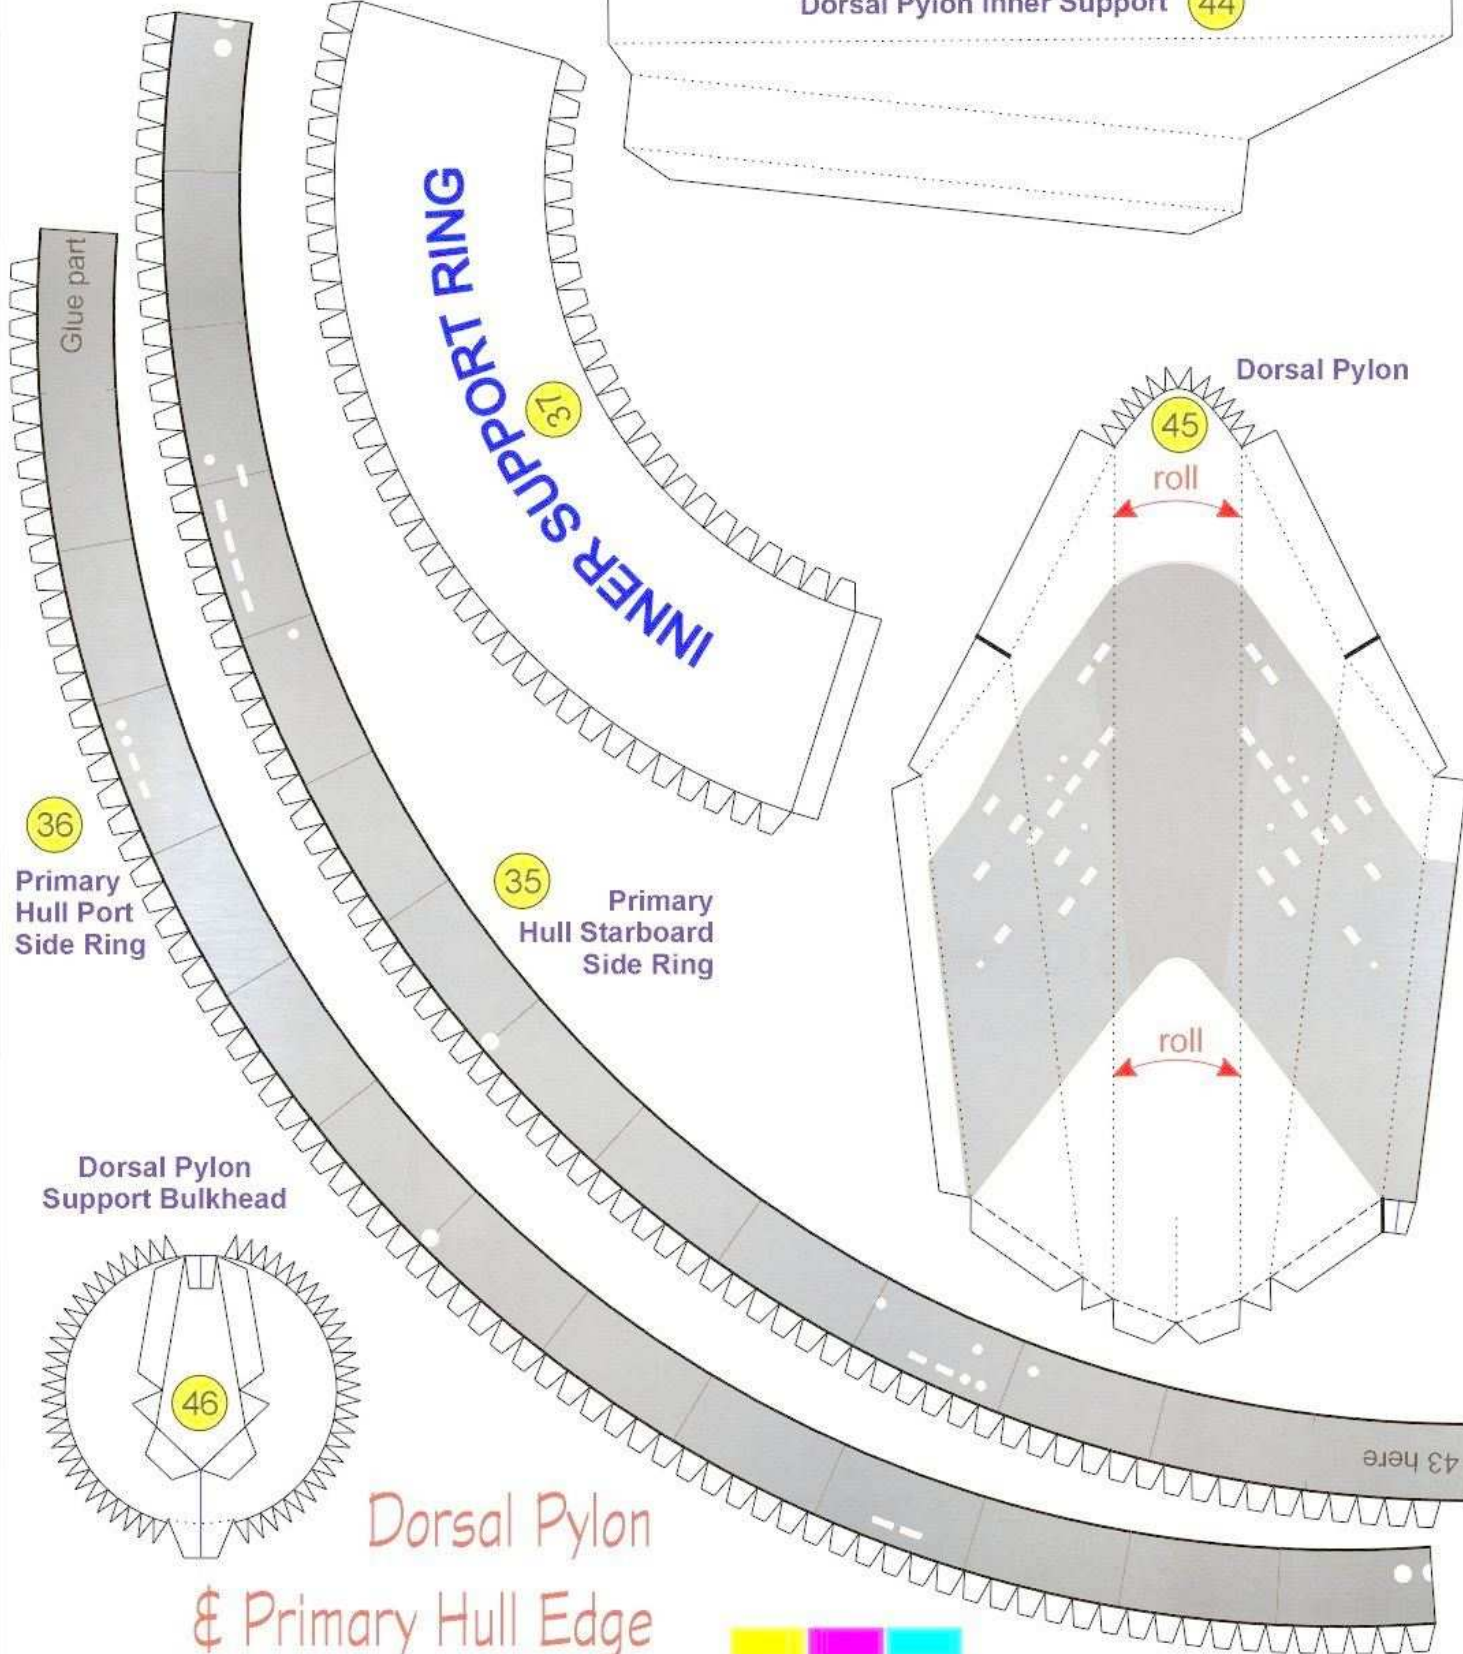 Dorsal Pylon Inner Support 44
Glue part
INNER SUPPORT RING
37
Dorsal Pylon
45
roll
36
Primary
Hull Port
Side Ring
35
Primary
Hull Starboard
Side Ring
roll
Dorsal Pylon
Support Bulkhead
46
43 here
Dorsal Pylon
& Primary Hull Edge